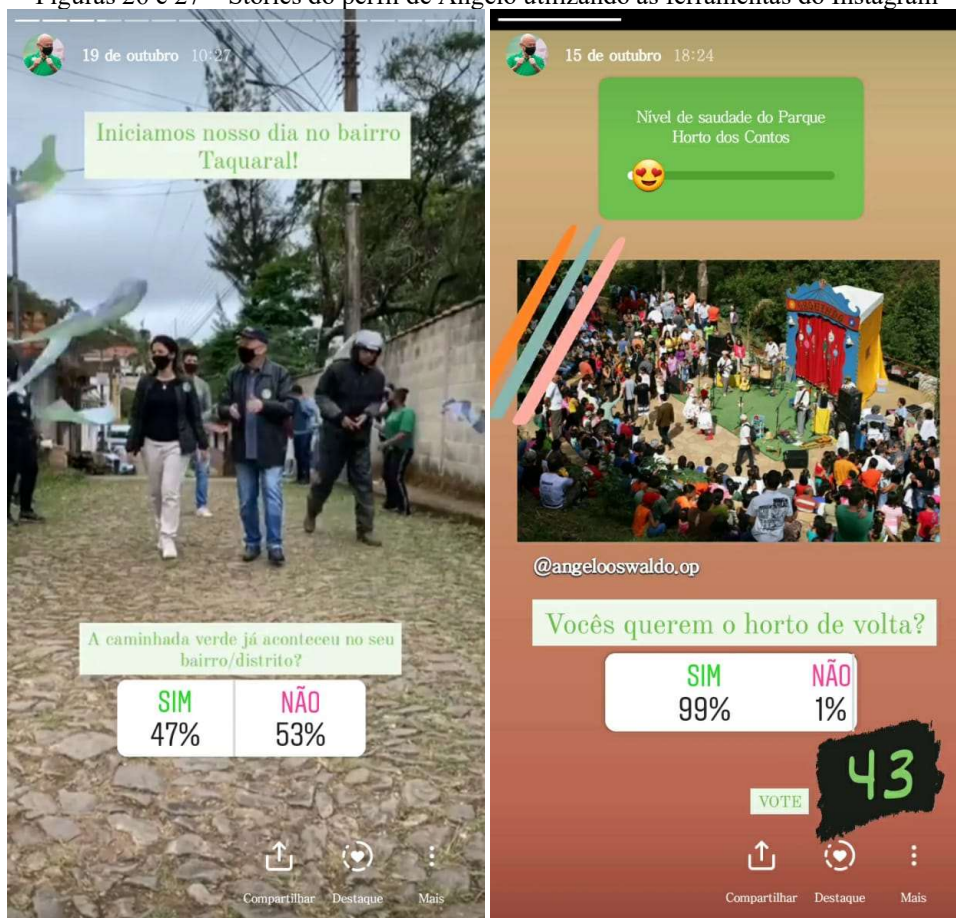 Figuras 26 e 27 – Stories do perfil de Ângelo utilizando as ferramentas do Instagram
19 de outubro 10:27
Iniciamos nosso dia no bairro
Taquaral!
A caminhada verde já aconteceu no seu
bairro/distrito?
SIM NÃO
47% 53%
Compartilhar Destaque Mais
15 de outubro 18:24
Nível de saudade do Parque
Horto dos Contos
@angelooswaldo.op
Vocês querem o horto de volta?
SIM NÃO
99% 1%
43
VOTE
Compartilhar Destaque Mais